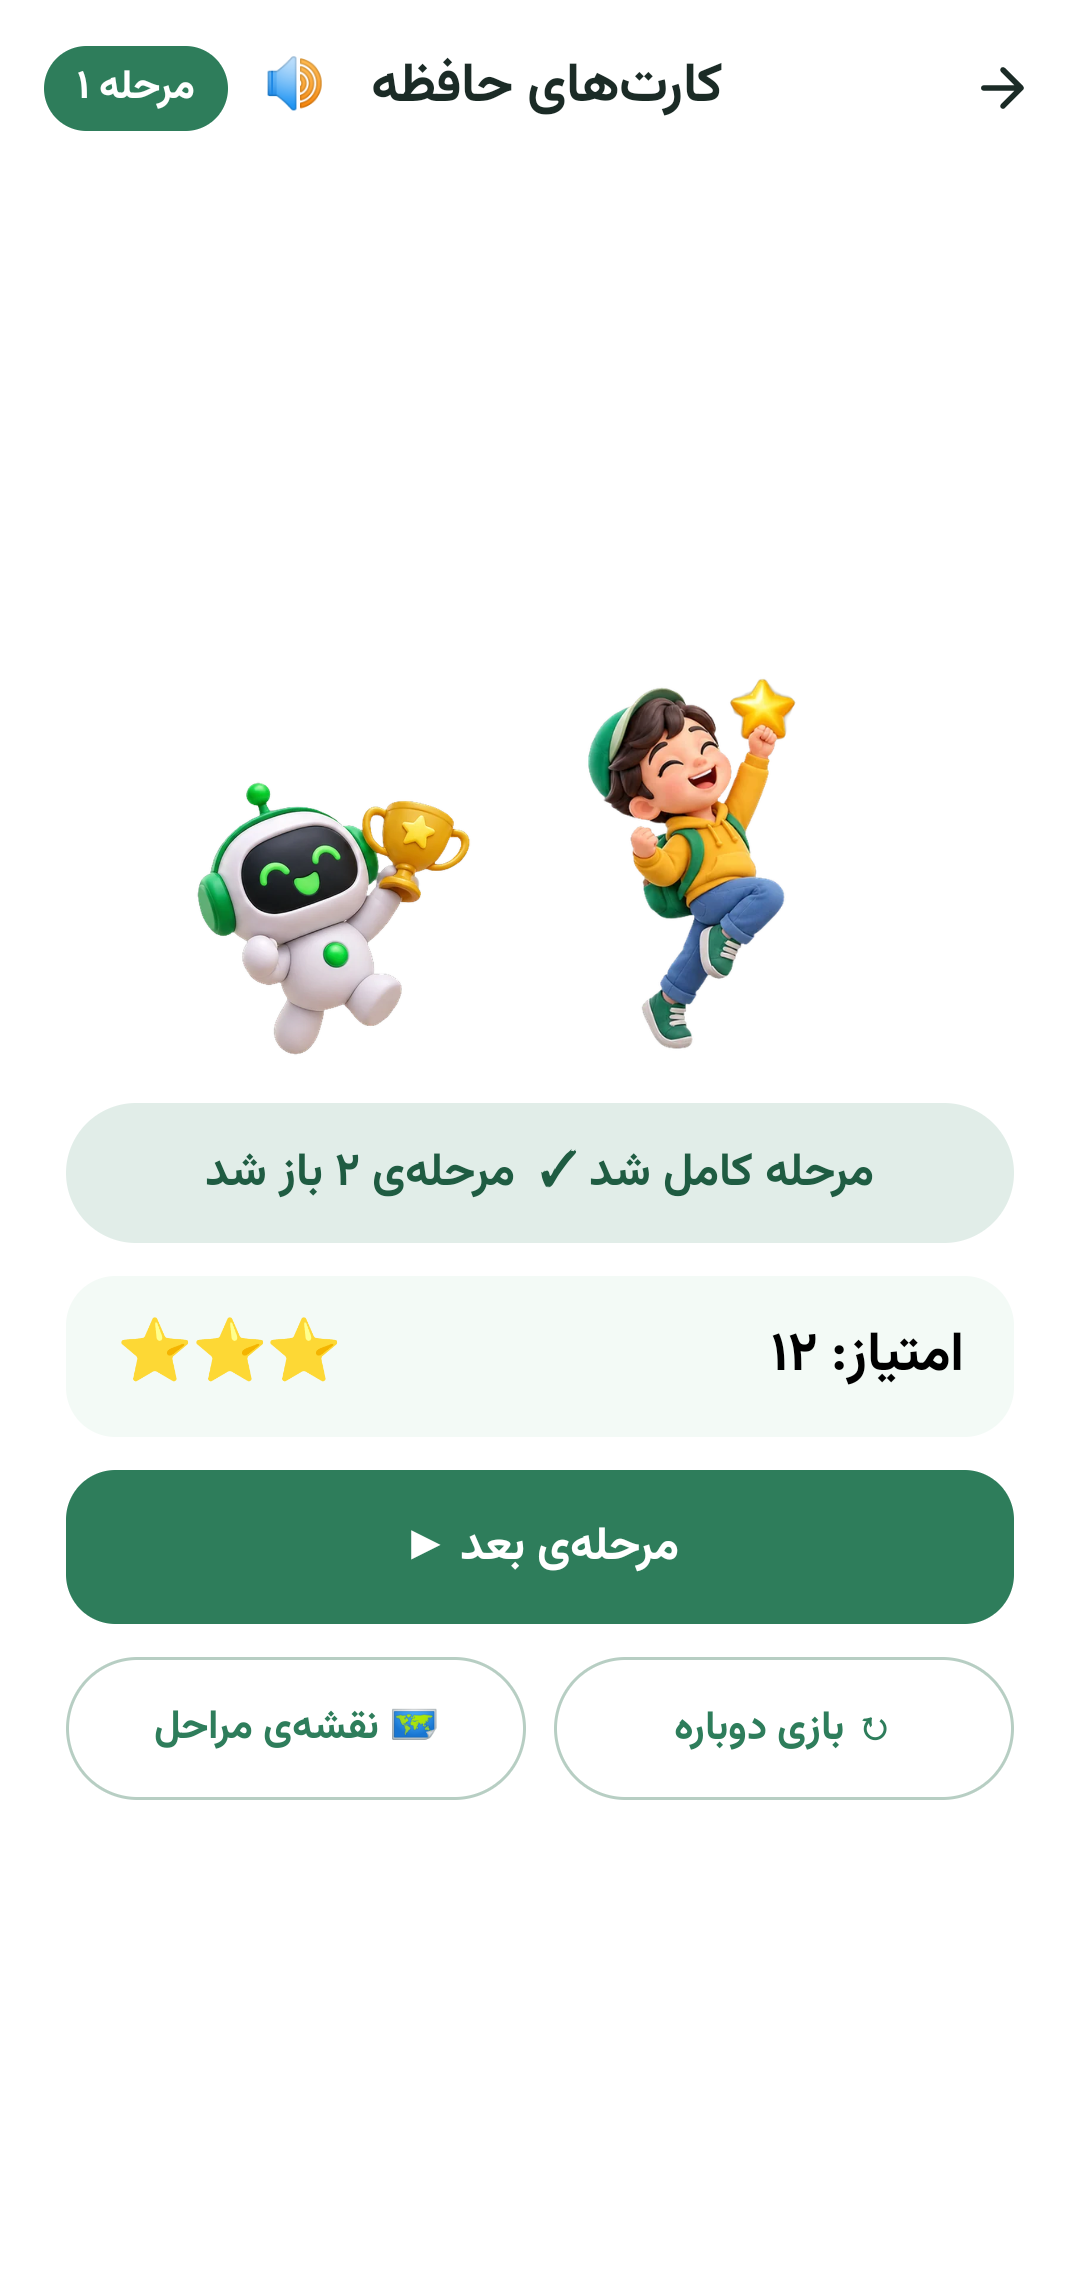 کارت‌های حافظه
مرحله ۱
مرحله کامل شد ✓ مرحله‌ی ۲ باز شد
امتیاز: ۱۲
مرحله‌ی بعد ▶
↻ بازی دوباره
نقشه‌ی مراحل